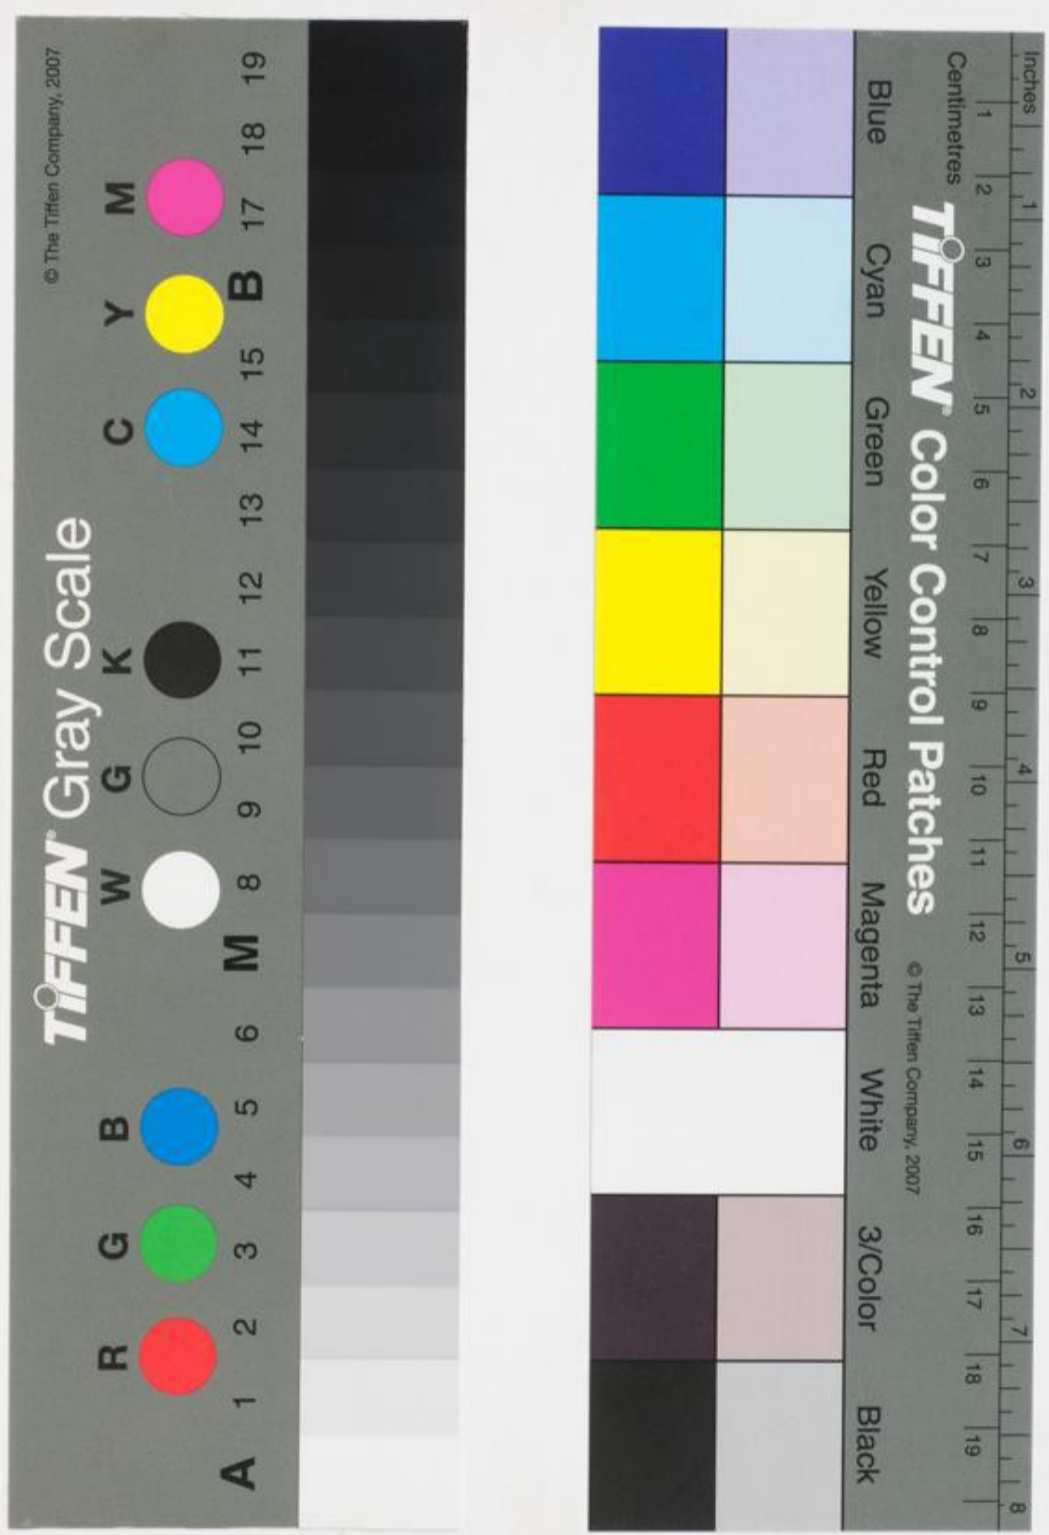 TIFFEN® Gray Scale
© The Tiffen Company, 2007
R G B W G K C Y M
A 1 2 3 4 5 6 M 8 9 10 11 12 13 14 15 B 17 18 19
Inches 1 2 3 4 5 6 7 8
Centimetres 1 2 3 4 5 6 7 8 9 10 11 12 13 14 15 16 17 18 19
TIFFEN® Color Control Patches
© The Tiffen Company, 2007
Blue Cyan Green Yellow Red Magenta White 3/Color Black